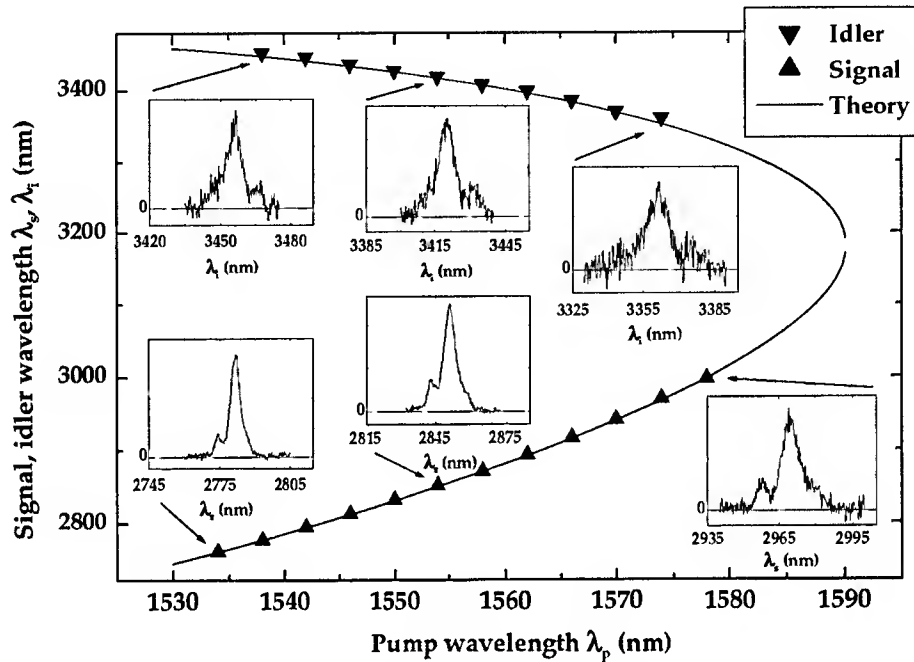 Idler
Signal
Theory
Signal, idler wavelength λs, λi (nm)
3400
3200
3000
2800
0
3420 3450 3480
λi (nm)
0
3385 3415 3445
λi (nm)
0
3325 3355 3385
λi (nm)
0
2745 2775 2805
λs (nm)
0
2815 2845 2875
λs (nm)
0
2935 2965 2995
λs (nm)
1530 1540 1550 1560 1570 1580 1590
Pump wavelength λp (nm)